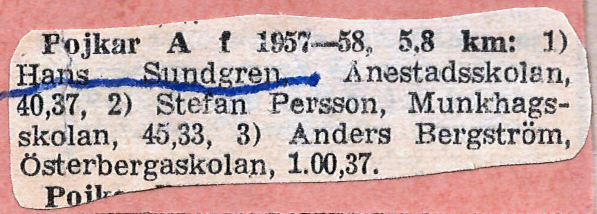 Pojkar A f 1957—58, 5,8 km: 1)
Hans Sundgren, Ånestadsskolan,
40,37, 2) Stefan Persson, Munkhags-
skolan, 45,33, 3) Anders Bergström,
Österbergaskolan, 1.00,37.
Pojk